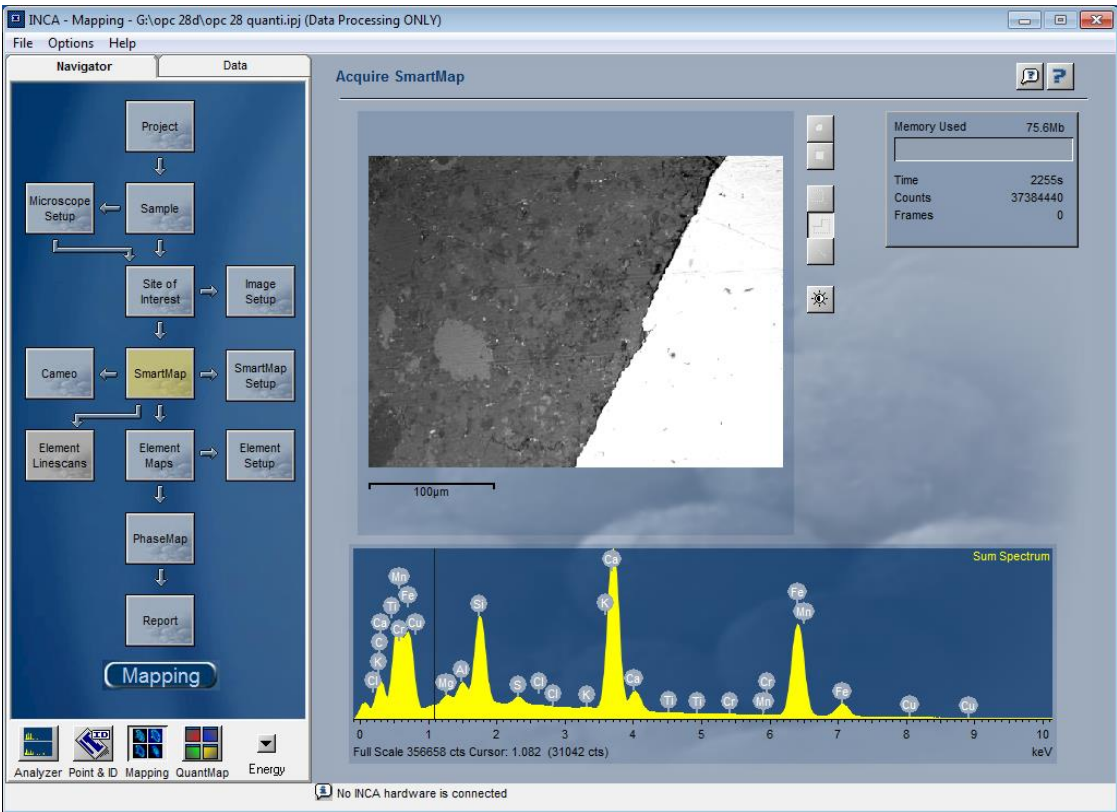 INCA - Mapping - G:\opc 28d\opc 28 quanti.ipj (Data Processing ONLY)
File Options Help
Navigator Data
Project
Microscope Setup
Sample
Site of Interest
Image Setup
Cameo
SmartMap
SmartMap Setup
Element Linescans
Element Maps
Element Setup
PhaseMap
Report
Mapping
Analyzer Point & ID Mapping QuantMap Energy
Acquire SmartMap
Memory Used 75.6Mb
Time 2255s
Counts 37384440
Frames 0
100µm
Sum Spectrum
Mn
Ti Fe
Ca Cr Cu
C
K
Cl
Mg Al Si
S Cl Cl K
K Ca
Ca
Ti Ti Cr
Cr
Mn
Fe
Mn
Fe
Cu Cu
0 1 2 3 4 5 6 7 8 9 10
Full Scale 356658 cts Cursor: 1.082 (31042 cts) keV
No INCA hardware is connected